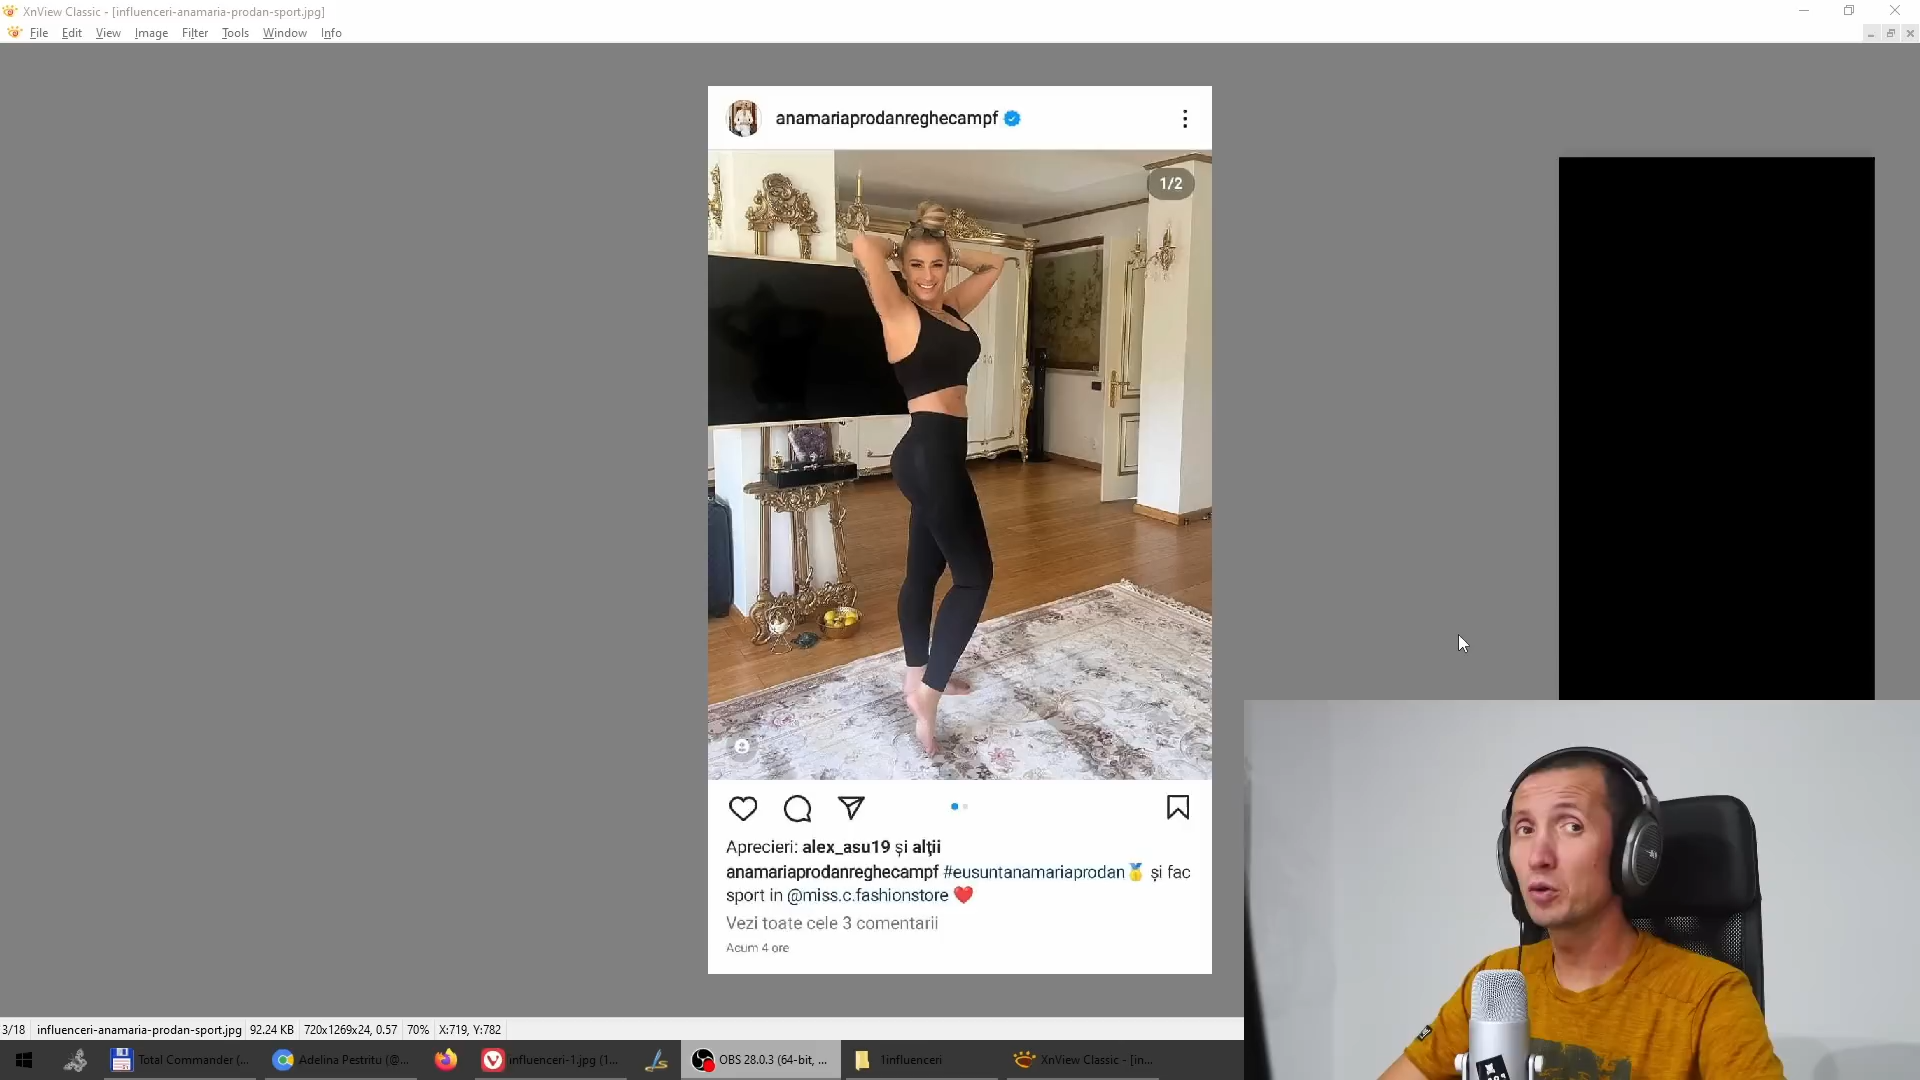 XnView Classic - [influenceri-anamaria-prodan-sport.jpg]
File Edit View Image Filter Tools Window Info
anamariaprodanreghecampf
1/2
Aprecieri: alex_asu19 și alții
anamariaprodanreghecampf #eusuntanamariaprodan🥇 și fac
sport in @miss.c.fashionstore ❤️
Vezi toate cele 3 comentarii
Acum 4 ore
3/18 influenceri-anamaria-prodan-sport.jpg 92.24 KB 720x1269x24, 0.57 70% X:719, Y:782
Total Commander (... Adelina Pestritu (@... influenceri-1.jpg (1... OBS 28.0.3 (64-bit, ... 1influenceri XnView Classic - [in...